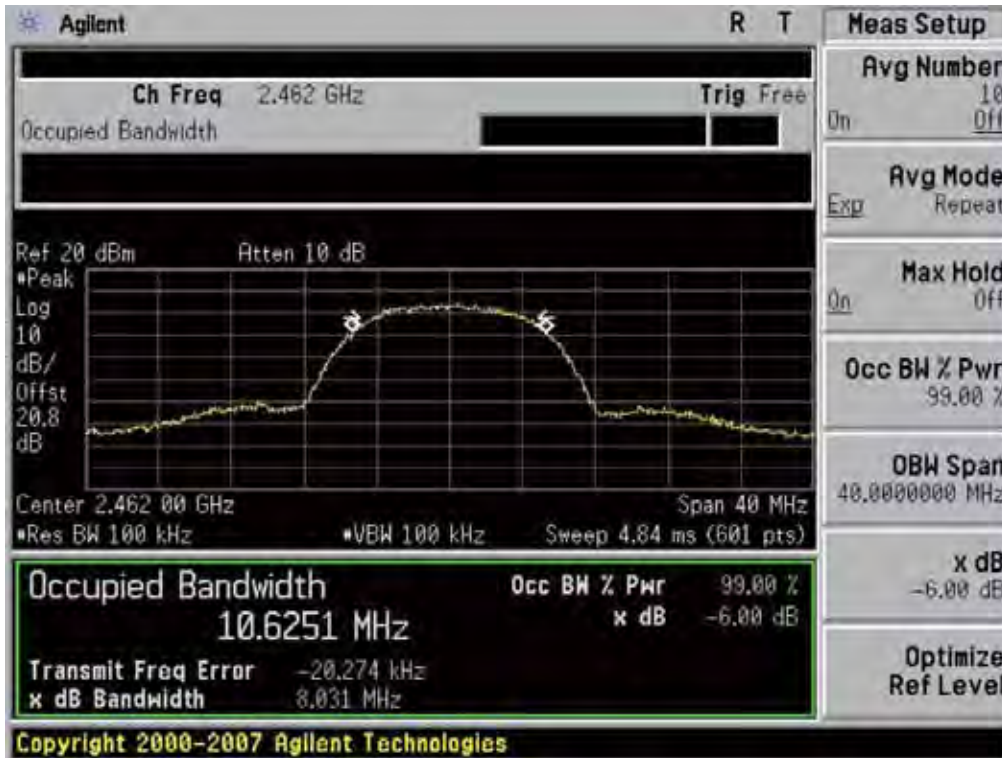 Agilent
R T
Ch Freq 2.462 GHz
Trig Free
Occupied Bandwidth
Ref 20 dBm
Atten 10 dB
#Peak
Log
10
dB/
Offst
20.8
dB
Center 2.462 00 GHz
Span 40 MHz
#Res BW 100 kHz
#VBW 100 kHz
Sweep 4.84 ms (601 pts)
Occupied Bandwidth
10.6251 MHz
Occ BW % Pwr 99.00 %
x dB -6.00 dB
Transmit Freq Error -20.274 kHz
x dB Bandwidth 8.031 MHz
Copyright 2000-2007 Agilent Technologies
Meas Setup
Avg Number
10
On Off
Avg Mode
Exp Repeat
Max Hold
On Off
Occ BW % Pwr
99.00 %
OBW Span
40.0000000 MHz
x dB
-6.00 dB
Optimize
Ref Level